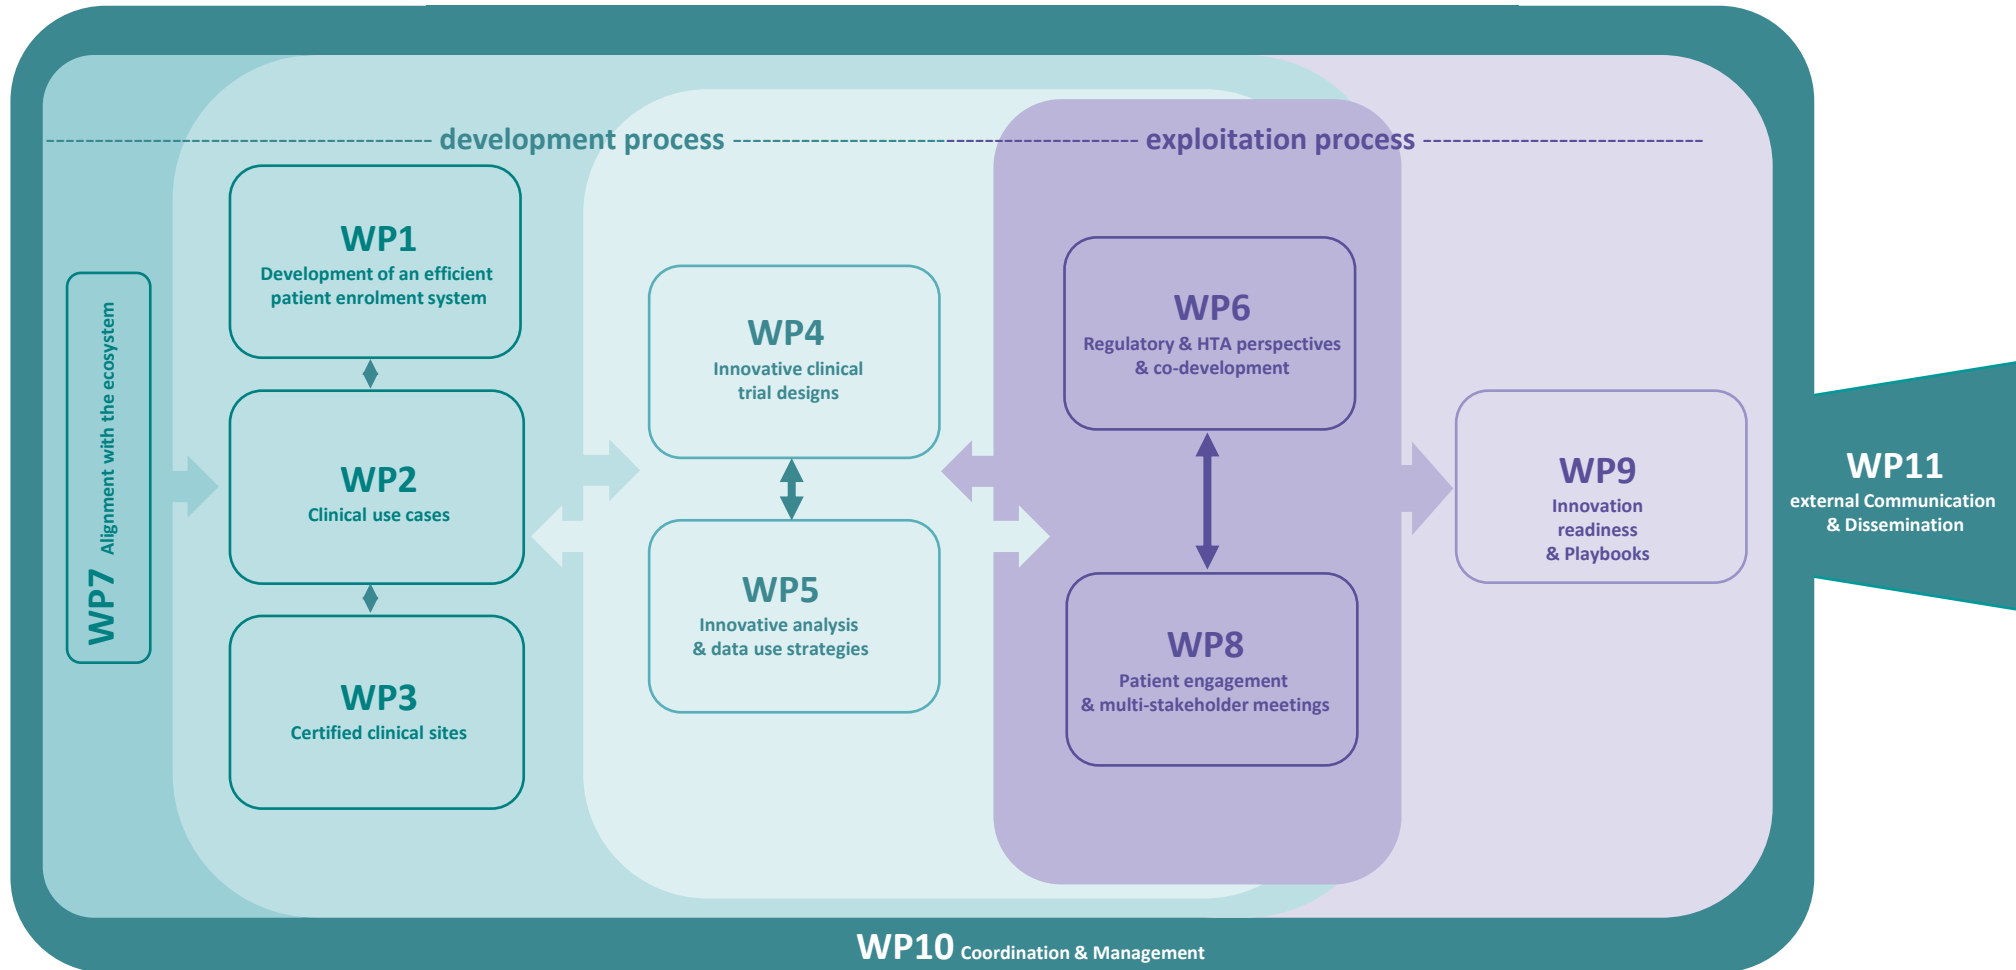 development process
exploitation process
WP7 Alignment with the ecosystem
WP1
Development of an efficient
patient enrolment system
WP2
Clinical use cases
WP3
Certified clinical sites
WP4
Innovative clinical
trial designs
WP5
Innovative analysis
& data use strategies
WP6
Regulatory & HTA perspectives
& co-development
WP8
Patient engagement
& multi-stakeholder meetings
WP9
Innovation
readiness
& Playbooks
WP11
external Communication
& Dissemination
WP10 Coordination & Management